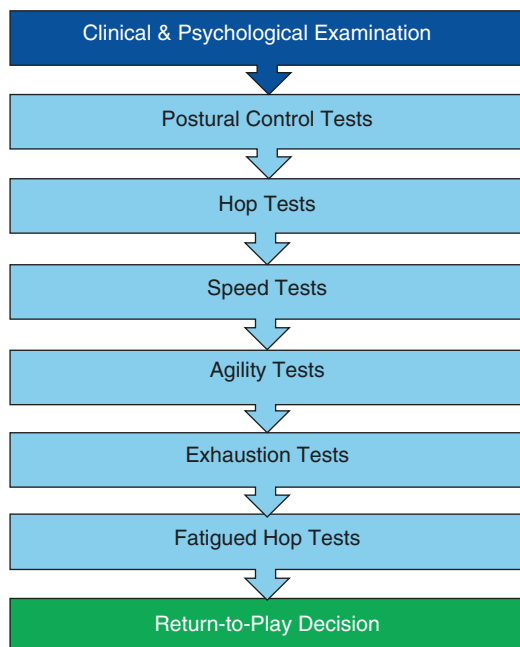 Clinical & Psychological Examination
Postural Control Tests
Hop Tests
Speed Tests
Agility Tests
Exhaustion Tests
Fatigued Hop Tests
Return-to-Play Decision